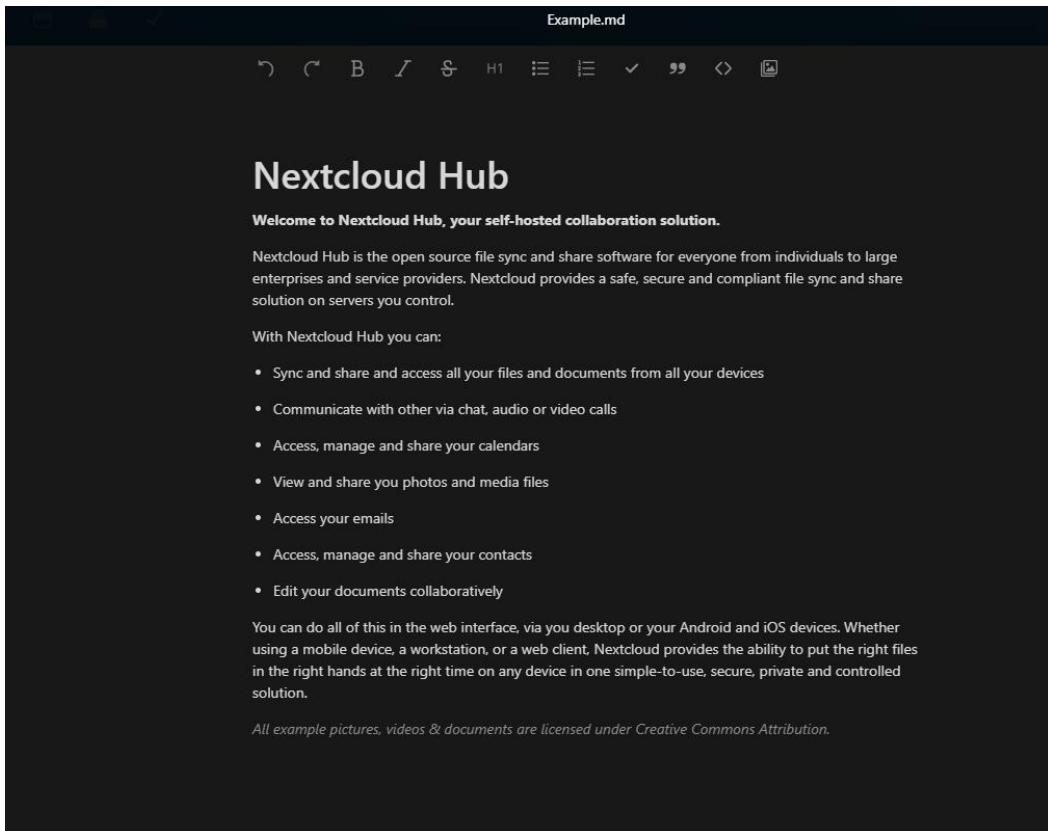 Example.md
H1
Nextcloud Hub
Welcome to Nextcloud Hub, your self-hosted collaboration solution.
Nextcloud Hub is the open source file sync and share software for everyone from individuals to large
enterprises and service providers. Nextcloud provides a safe, secure and compliant file sync and share
solution on servers you control.
With Nextcloud Hub you can:
• Sync and share and access all your files and documents from all your devices
• Communicate with other via chat, audio or video calls
• Access, manage and share your calendars
• View and share you photos and media files
• Access your emails
• Access, manage and share your contacts
• Edit your documents collaboratively
You can do all of this in the web interface, via you desktop or your Android and iOS devices. Whether
using a mobile device, a workstation, or a web client, Nextcloud provides the ability to put the right files
in the right hands at the right time on any device in one simple-to-use, secure, private and controlled
solution.
All example pictures, videos & documents are licensed under Creative Commons Attribution.